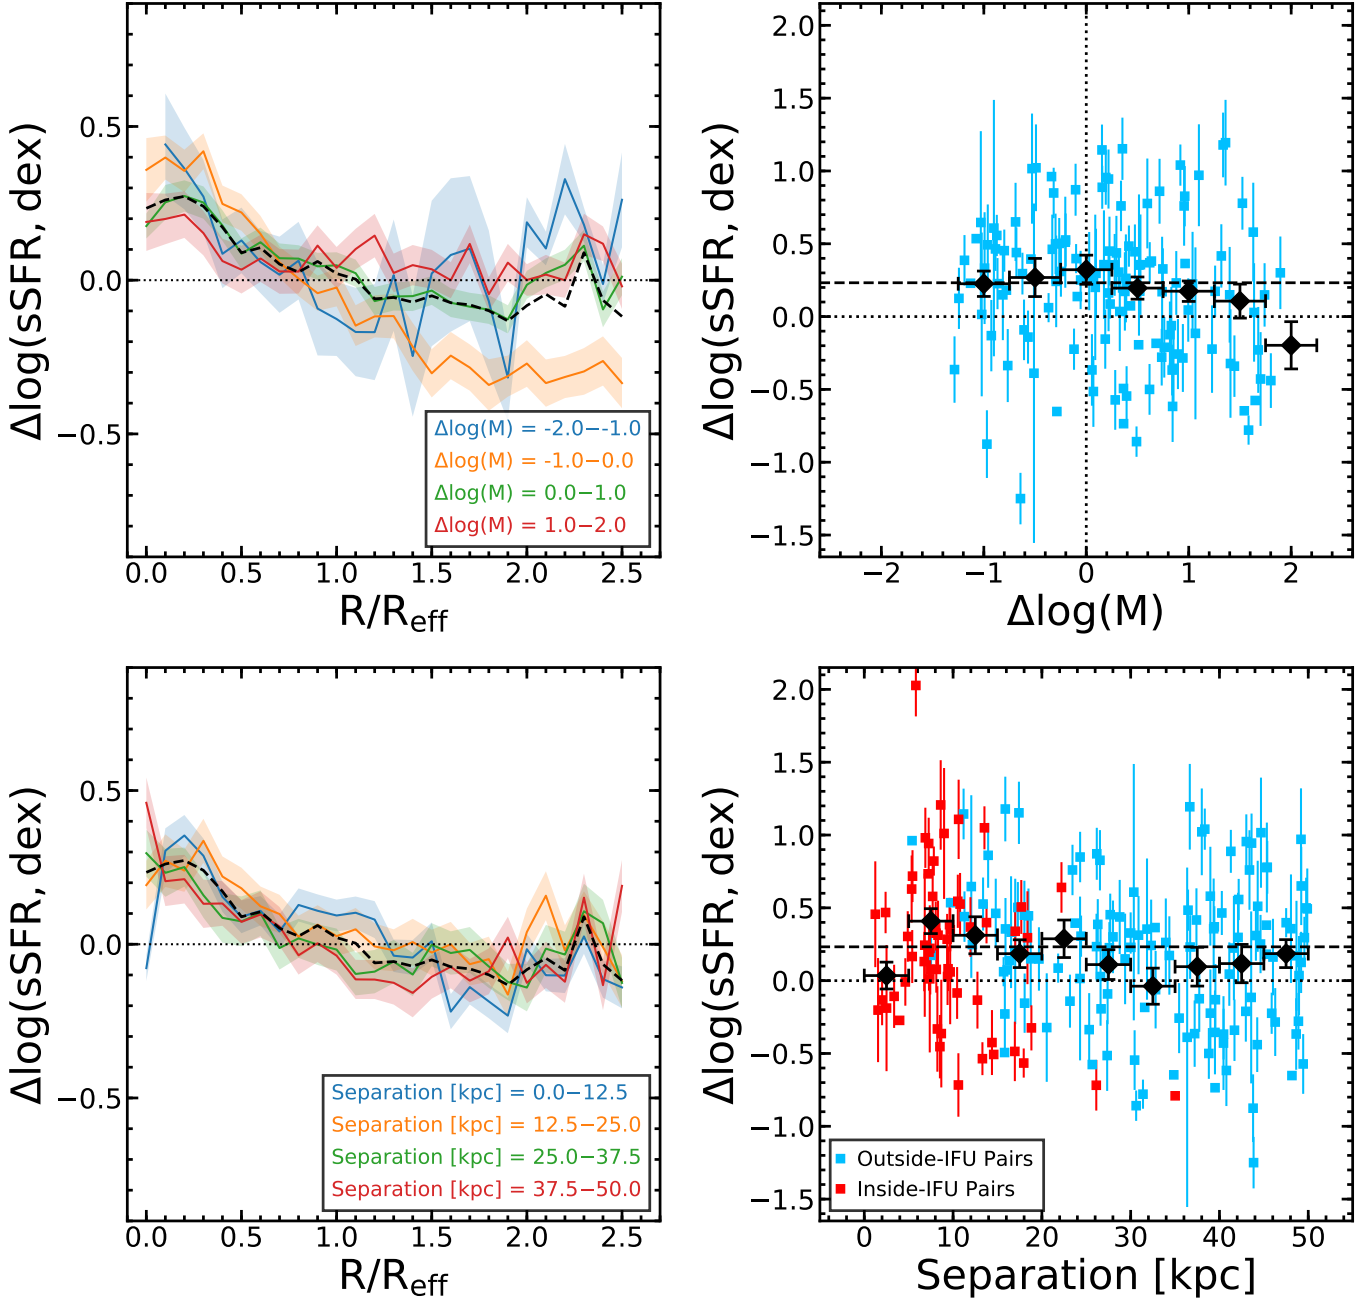 Δlog(sSFR, dex)
0.5
0.0
−0.5
0.0
0.5
1.0
1.5
2.0
2.5
R/Reff
Δlog(M) = -2.0−-1.0
Δlog(M) = -1.0−0.0
Δlog(M) = 0.0−1.0
Δlog(M) = 1.0−2.0
Δlog(sSFR, dex)
2.0
1.5
1.0
0.5
0.0
−0.5
−1.0
−1.5
−2
−1
0
1
2
Δlog(M)
Δlog(sSFR, dex)
0.5
0.0
−0.5
0.0
0.5
1.0
1.5
2.0
2.5
R/Reff
Separation [kpc] = 0.0−12.5
Separation [kpc] = 12.5−25.0
Separation [kpc] = 25.0−37.5
Separation [kpc] = 37.5−50.0
Δlog(sSFR, dex)
2.0
1.5
1.0
0.5
0.0
−0.5
−1.0
−1.5
0
10
20
30
40
50
Separation [kpc]
Outside-IFU Pairs
Inside-IFU Pairs